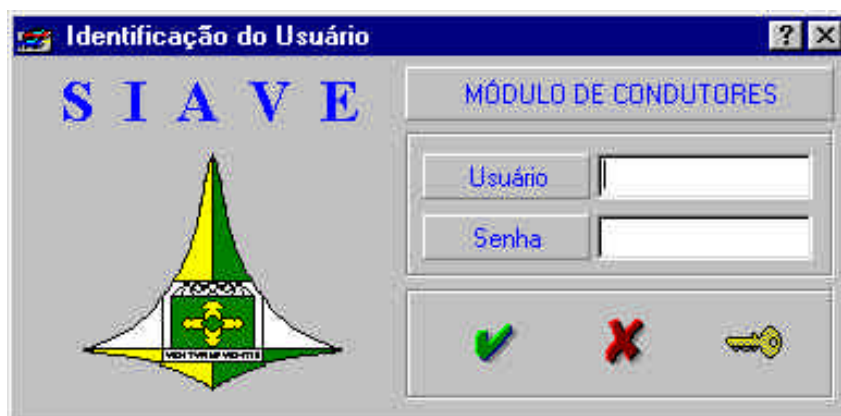 Identificação do Usuário
S I A V E
MÓDULO DE CONDUTORES
Usuário
Senha